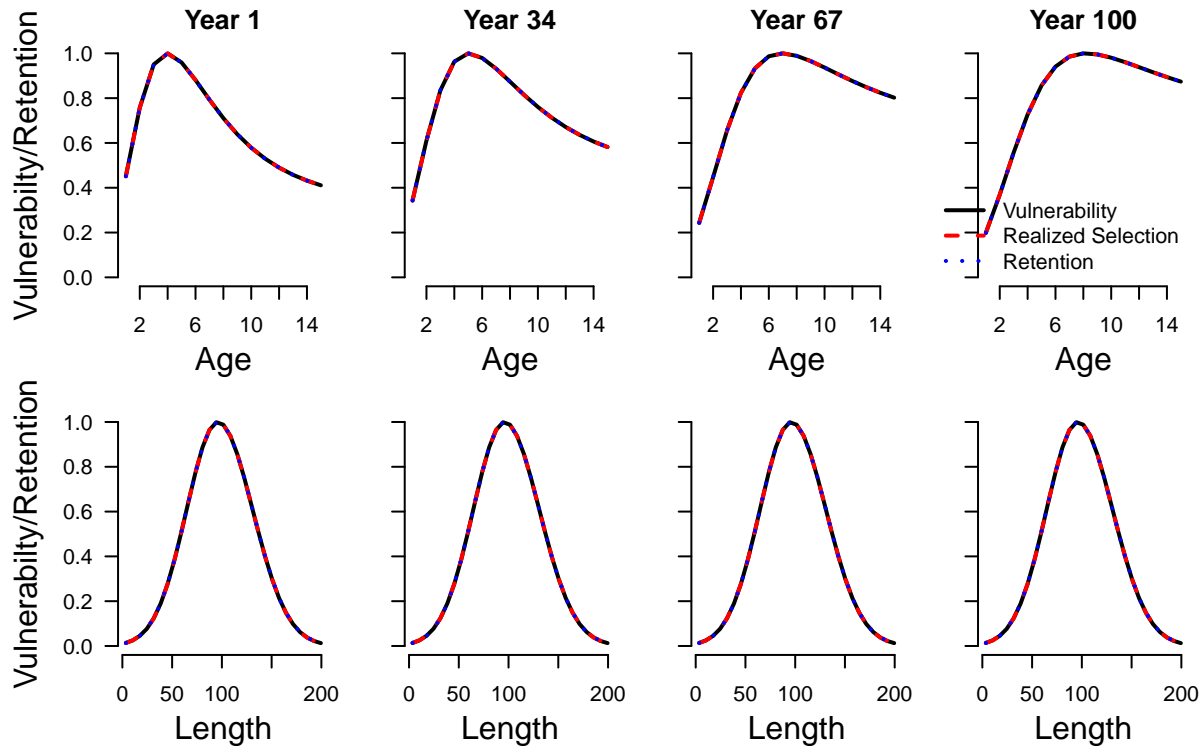 Year 1 Year 34 Year 67 Year 100
Vulnerabilty/Retention
1.0
0.8
0.6
0.4
0.2
0.0
Vulnerability
Realized Selection
Retention
2 6 10 14 2 6 10 14 2 6 10 14 2 6 10 14
Age Age Age Age
Vulnerabilty/Retention
1.0
0.8
0.6
0.4
0.2
0.0
0 50 100 200 0 50 100 200 0 50 100 200 0 50 100 200
Length Length Length Length